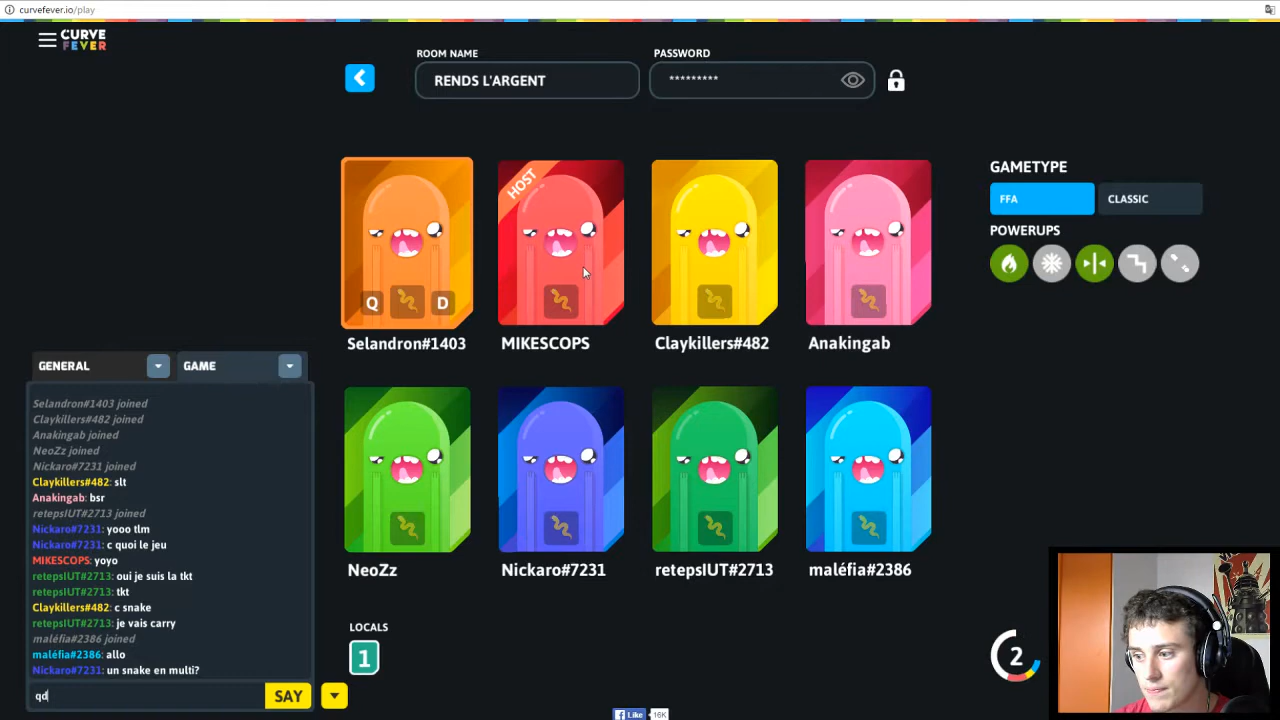 curvefever.io/play
CURVE
FEVER
ROOM NAME
PASSWORD
RENDS L'ARGENT
*********
HOST
Q
D
Selandron#1403
MIKESCOPS
Claykillers#482
Anakingab
GAMETYPE
FFA
CLASSIC
POWERUPS
GENERAL
GAME
Selandron#1403 joined
Claykillers#482 joined
Anakingab joined
NeoZz joined
Nickaro#7231 joined
Claykillers#482: slt
Anakingab: bsr
retepsIUT#2713 joined
Nickaro#7231: yooo tlm
Nickaro#7231: c quoi le jeu
MIKESCOPS: yoyo
retepsIUT#2713: oui je suis la tkt
retepsIUT#2713: tkt
Claykillers#482: c snake
retepsIUT#2713: je vais carry
maléfia#2386 joined
maléfia#2386: allo
Nickaro#7231: un snake en multi?
qd
SAY
NeoZz
Nickaro#7231
retepsIUT#2713
maléfia#2386
LOCALS
1
2
Like
16K